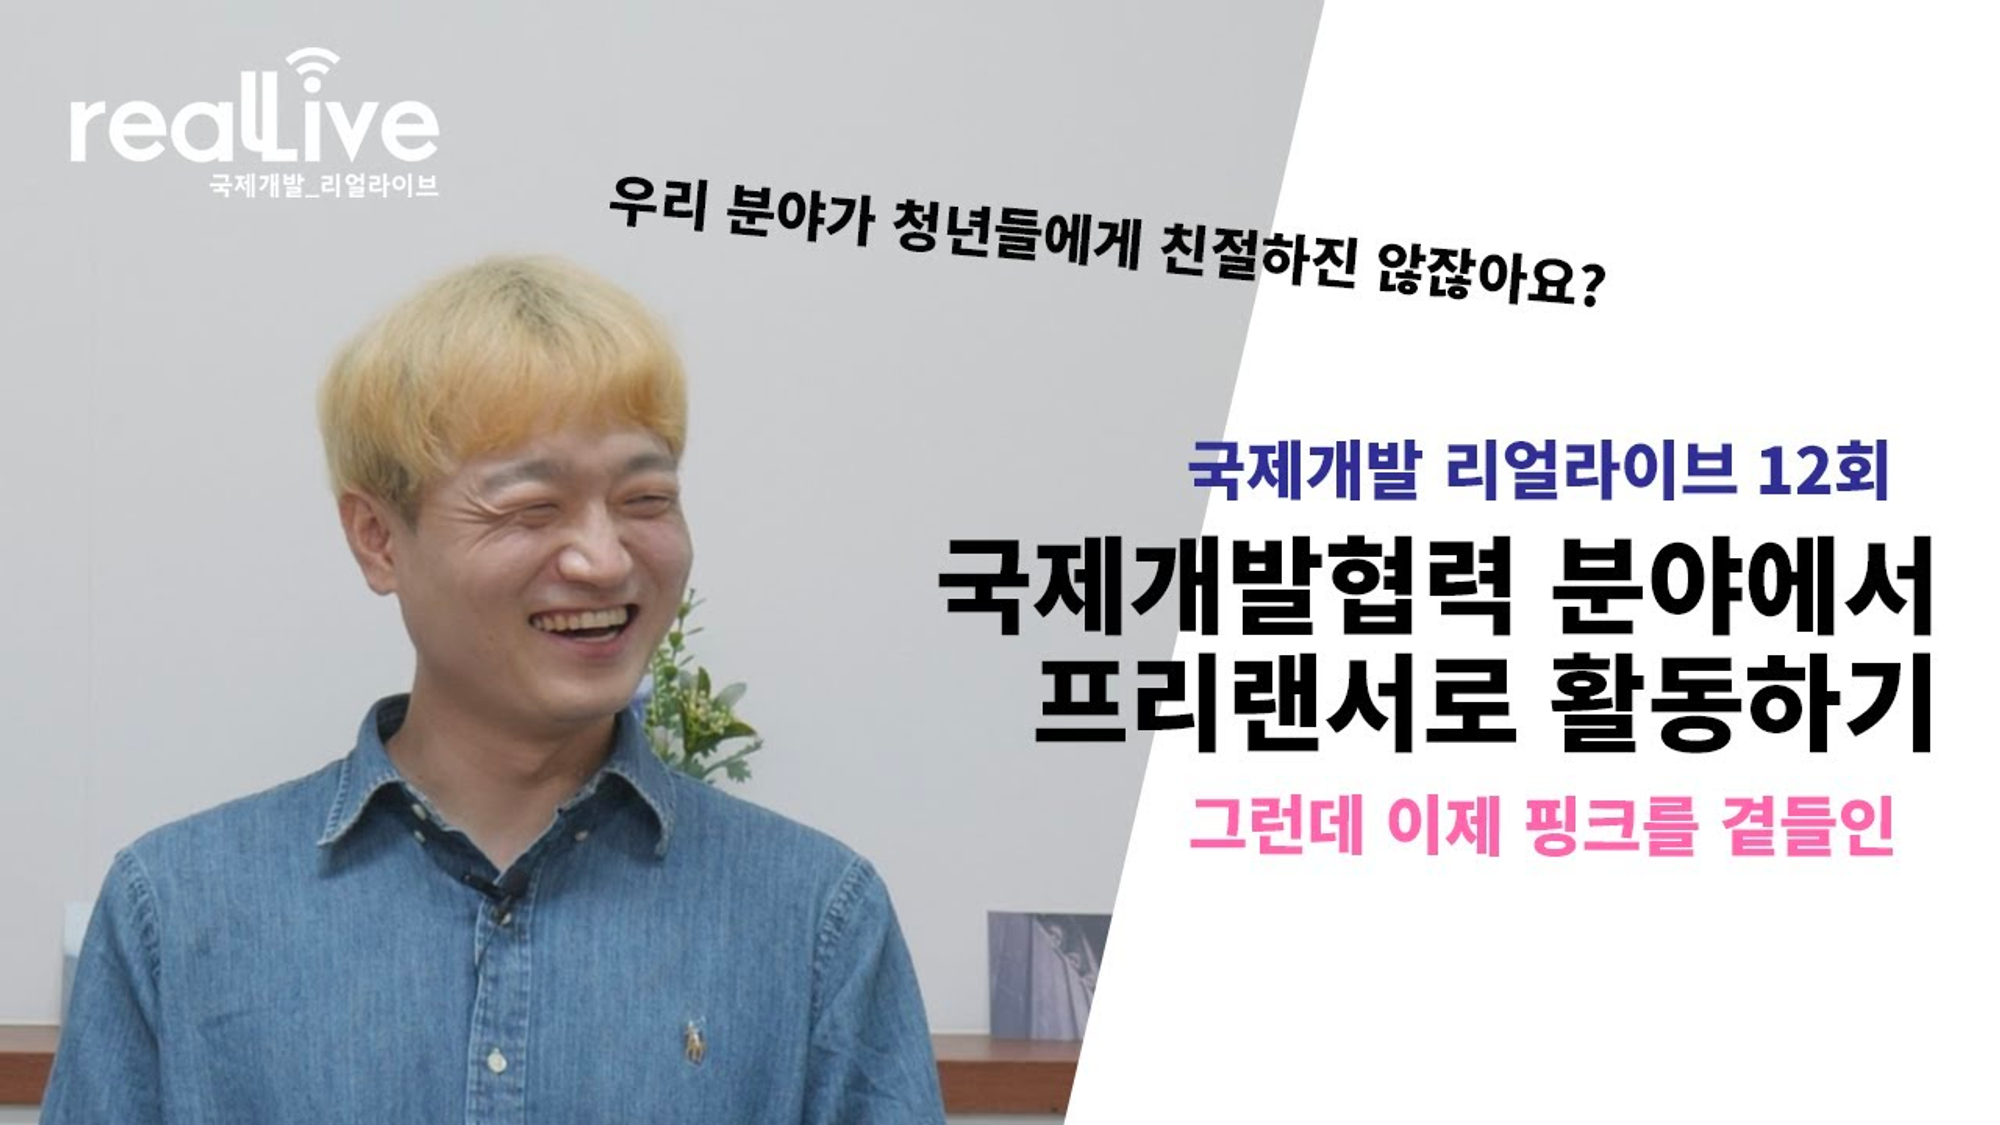 realLive
국제개발_리얼라이브
우리 분야가 청년들에게 친절하진 않잖아요?
국제개발 리얼라이브 12회
국제개발협력 분야에서
프리랜서로 활동하기
그런데 이제 핑크를 곁들인